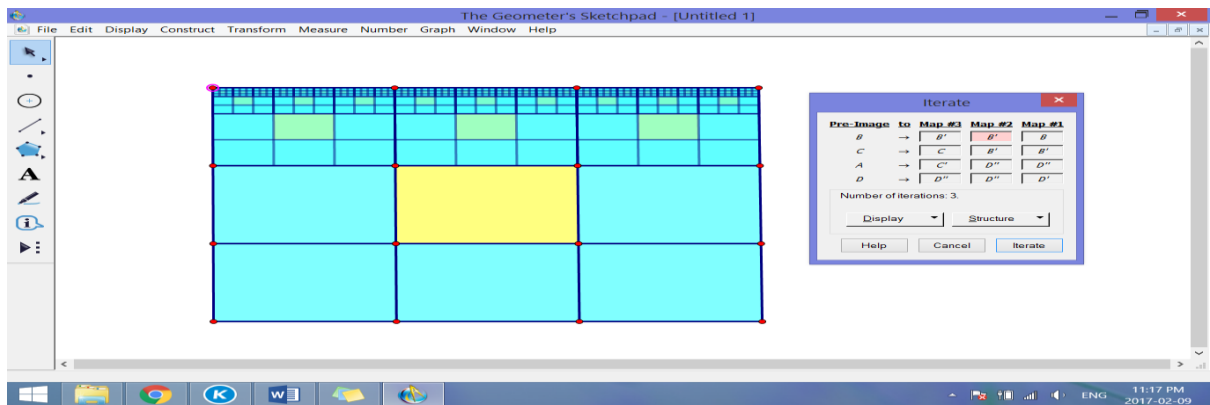 The Geometer's Sketchpad - [Untitled 1]
File Edit Display Construct Transform Measure Number Graph Window Help
A
Iterate
Pre-Image to Map #3 Map #2 Map #1
B → B' B' B
C → C B' B'
A → C' D'' D''
D → D'' D'' D'
Number of iterations: 3.
Display Structure
Help Cancel Iterate
K W ENG 11:17 PM
2017-02-09